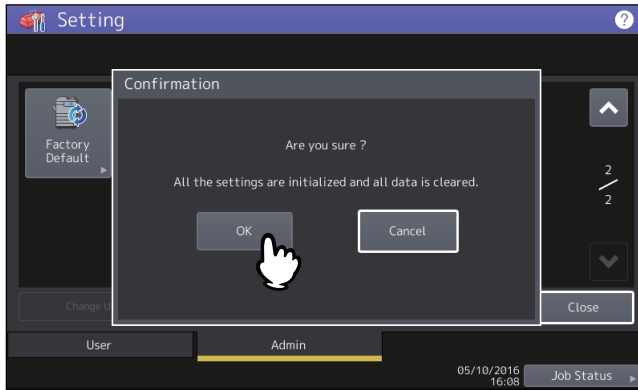 Setting
?
Confirmation
Are you sure ?
All the settings are initialized and all data is cleared.
OK
Cancel
Factory
Default
2
2
Change U
Close
User
Admin
05/10/2016
16:08
Job Status